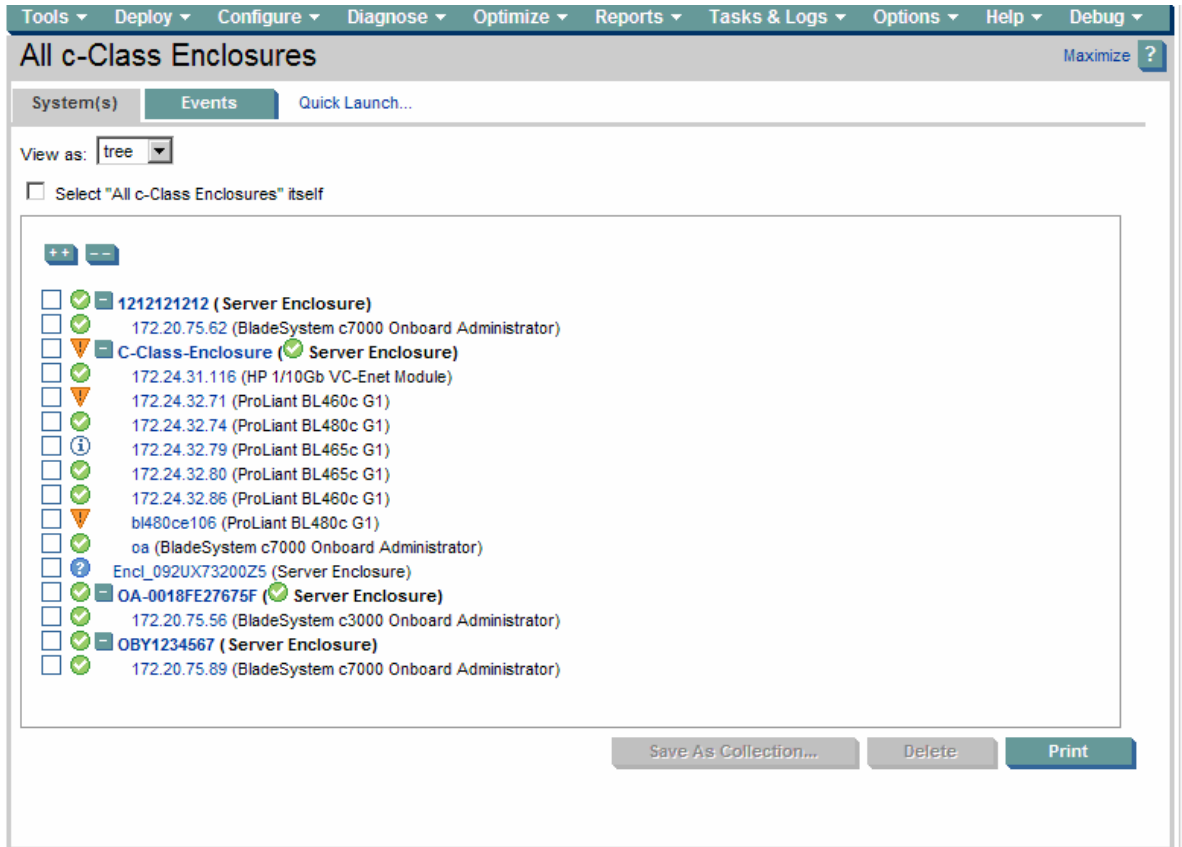 Tools Deploy Configure Diagnose Optimize Reports Tasks & Logs Options Help Debug
All c-Class Enclosures Maximize ?
System(s) Events Quick Launch...
View as: tree
Select "All c-Class Enclosures" itself
++ --
1212121212 (Server Enclosure)
172.20.75.62 (BladeSystem c7000 Onboard Administrator)
C-Class-Enclosure ( Server Enclosure)
172.24.31.116 (HP 1/10Gb VC-Enet Module)
172.24.32.71 (ProLiant BL460c G1)
172.24.32.74 (ProLiant BL480c G1)
172.24.32.79 (ProLiant BL465c G1)
172.24.32.80 (ProLiant BL465c G1)
172.24.32.86 (ProLiant BL460c G1)
bl480ce106 (ProLiant BL480c G1)
oa (BladeSystem c7000 Onboard Administrator)
Encl_092UX73200Z5 (Server Enclosure)
OA-0018FE27675F ( Server Enclosure)
172.20.75.56 (BladeSystem c3000 Onboard Administrator)
OBY1234567 (Server Enclosure)
172.20.75.89 (BladeSystem c7000 Onboard Administrator)
Save As Collection... Delete Print